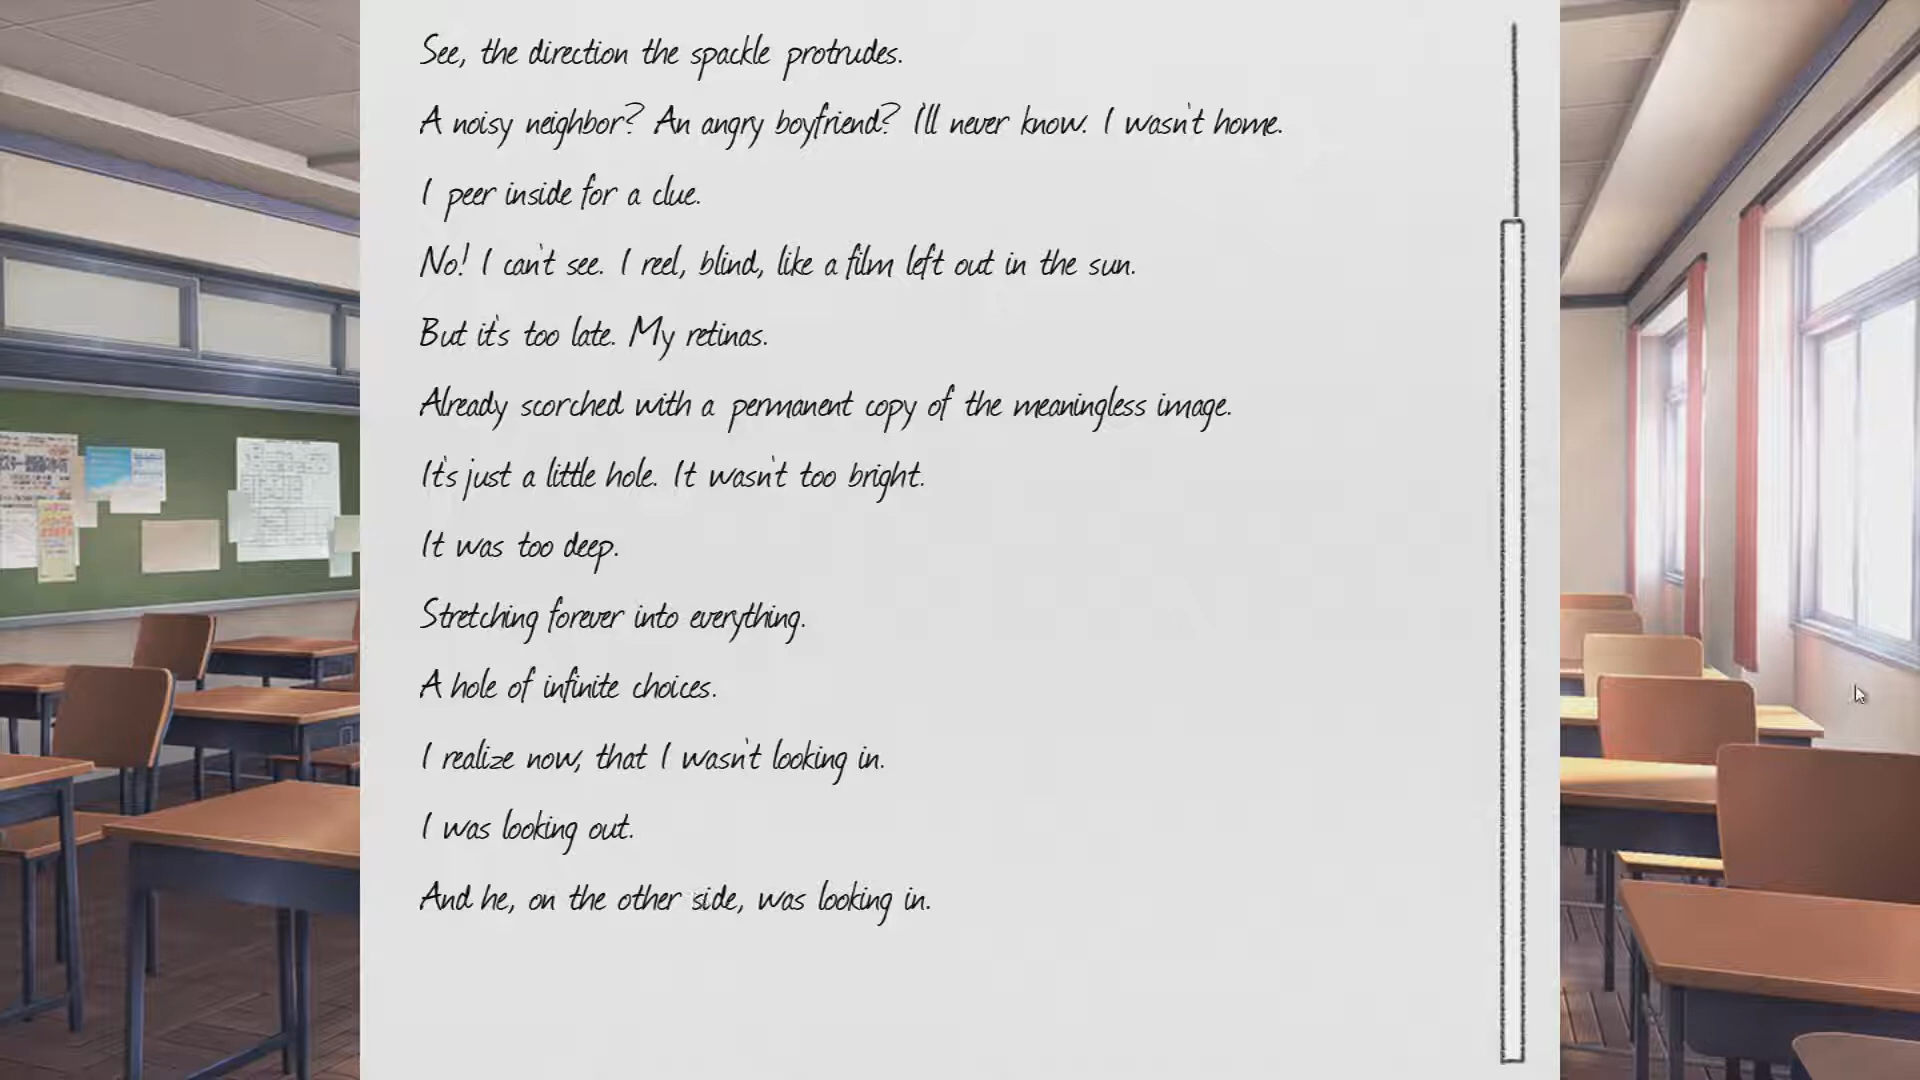 See, the direction the spackle protrudes.
A noisy neighbor? An angry boyfriend? I'll never know. I wasn't home.
I peer inside for a clue.
No! I can't see. I reel, blind, like a film left out in the sun.
But it's too late. My retinas.
Already scorched with a permanent copy of the meaningless image.
It's just a little hole. It wasn't too bright.
It was too deep.
Stretching forever into everything.
A hole of infinite choices.
I realize now, that I wasn't looking in.
I was looking out.
And he, on the other side, was looking in.